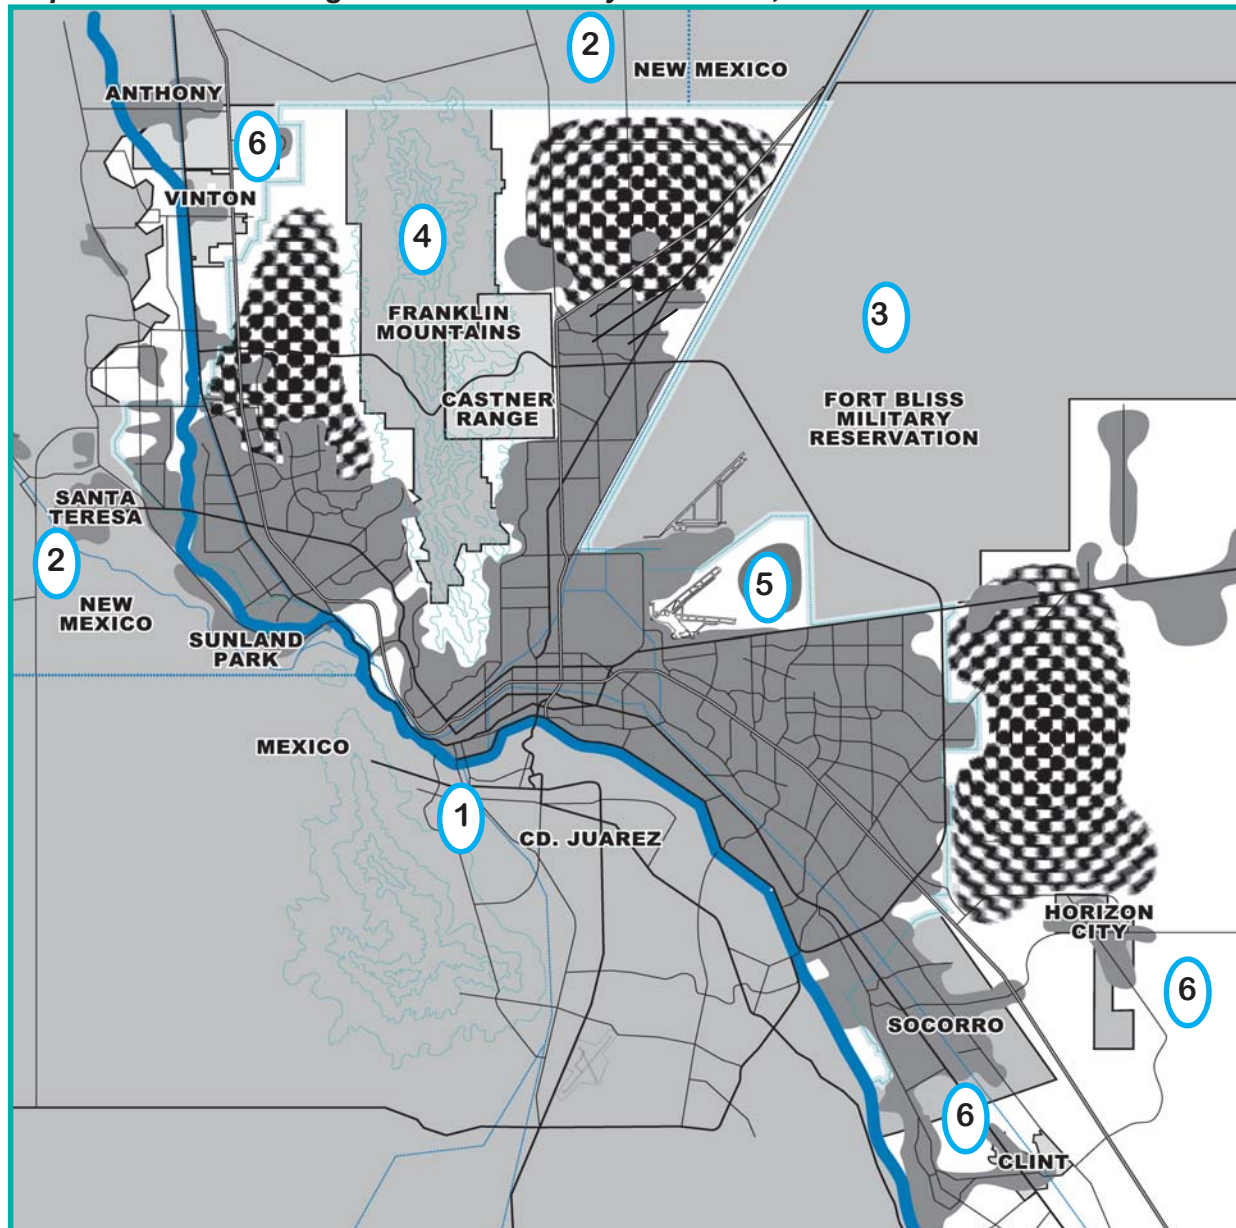 2
NEW MEXICO
ANTHONY
6
VINTON
4
FRANKLIN
MOUNTAINS
3
CASTNER
RANGE
FORT BLISS
MILITARY
RESERVATION
SANTA
TERESA
2
5
NEW
MEXICO
SUNLAND
PARK
MEXICO
1
CD. JUAREZ
HORIZON
CITY
6
SOCORRO
6
CLINT